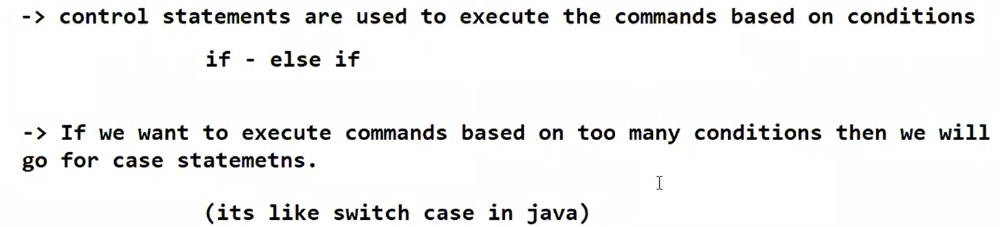 -> control statements are used to execute the commands based on conditions
if - else if
-> If we want to execute commands based on too many conditions then we will
go for case statemetns.
(its like switch case in java)